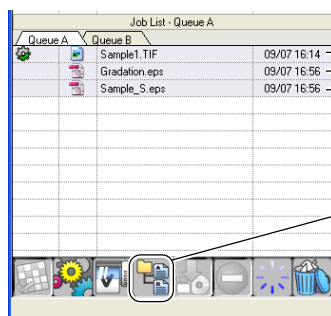 Job List - Queue A
Queue A Queue B
Sample1.TIF 09/07 16:14
Gradation.eps 09/07 16:56
Sample_S.eps 09/07 16:56